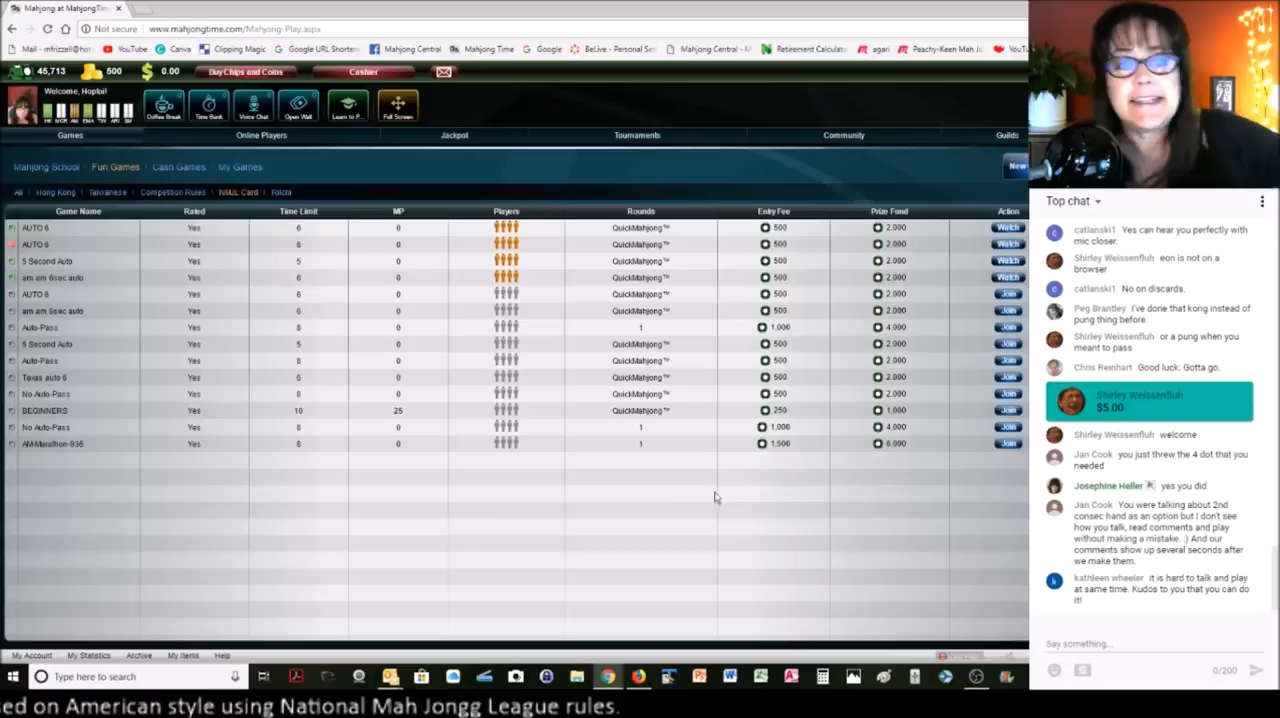 Mahjong at MahjongTim
Not secure | www.mahjongtime.com/Mahjong-Play.aspx
Mail - mfrizzell@ho YouTube Canva Clipping Magic Google URL Shorten Mahjong Central Mahjong Time Google BeLive - Personal Se Mahjong Central - M Retirement Calculat agari Peachy-Keen Mah Jo YouTu
45,713 500 0.00 Buy Chips and Coins Cashier
Welcome, Hoptoi!
Coffee Break Time Bank Voice Chat Open Wall Learn to P... Full Screen
Games Online Players Jackpot Tournaments Community Guilds
Mahjong School Fun Games Cash Games My Games New
All Hong Kong Taiwanese Competition Rules NMJL Card Riichi
Game Name Rated Time Limit MP Players Rounds Entry Fee Prize Fund Action
AUTO 6 Yes 6 0 QuickMahjong™ 500 2,000 Watch
AUTO 6 Yes 6 0 QuickMahjong™ 500 2,000 Watch
5 Second Auto Yes 5 0 QuickMahjong™ 500 2,000 Watch
am am 6sec auto Yes 6 0 QuickMahjong™ 500 2,000 Watch
AUTO 6 Yes 6 0 QuickMahjong™ 500 2,000 Join
am am 6sec auto Yes 6 0 QuickMahjong™ 500 2,000 Join
Auto-Pass Yes 8 0 1 1,000 4,000 Join
5 Second Auto Yes 5 0 QuickMahjong™ 500 2,000 Join
Auto-Pass Yes 8 0 QuickMahjong™ 500 2,000 Join
Texas auto 6 Yes 6 0 QuickMahjong™ 500 2,000 Join
No Auto-Pass Yes 8 0 QuickMahjong™ 500 2,000 Join
BEGINNERS Yes 10 25 QuickMahjong™ 250 1,000 Join
No Auto-Pass Yes 8 0 1 1,000 4,000 Join
AM-Marathon-936 Yes 8 0 1 1,500 6,000 Join
My Account My Statistics Archive My Items Help
Type here to search
sed on American style using National Mah Jongg League rules.
Top chat
catlanski1 Yes can hear you perfectly with
mic closer.
Shirley Weissenfluh eon is not on a
browser
catlanski1 No on discards.
Peg Brantley I've done that kong instead of
pung thing before.
Shirley Weissenfluh or a pung when you
meant to pass
Chris Reinhart Good luck. Gotta go.
Shirley Weissenfluh
$5.00
Shirley Weissenfluh welcome
Jan Cook you just threw the 4 dot that you
needed
Josephine Heller yes you did
Jan Cook You were talking about 2nd
consec hand as an option but I don't see
how you talk, read comments and play
without making a mistake. :) And our
comments show up several seconds after
we make them.
kathleen wheeler it is hard to talk and play
at same time. Kudos to you that you can do
it!
Say something...
0/200